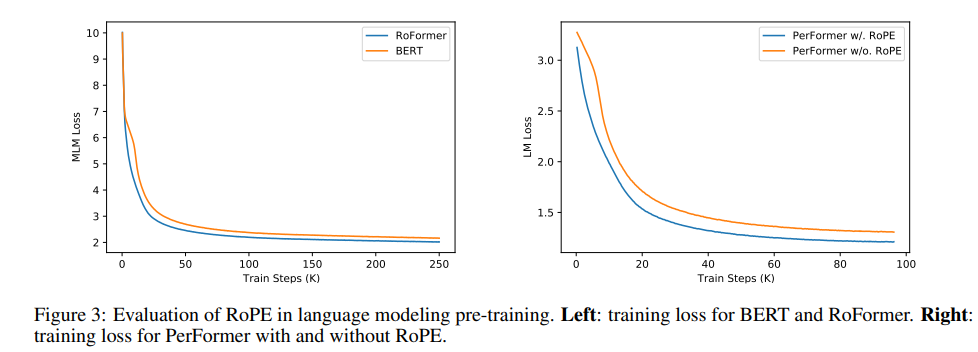 RoFormer
BERT
10
9
8
7
6
5
4
3
2
MLM Loss
0
50
100
150
200
250
Train Steps (K)
PerFormer w/. RoPE
PerFormer w/o. RoPE
3.0
2.5
2.0
1.5
LM Loss
0
20
40
60
80
100
Train Steps (K)
Figure 3: Evaluation of RoPE in language modeling pre-training. Left: training loss for BERT and RoFormer. Right:
training loss for PerFormer with and without RoPE.